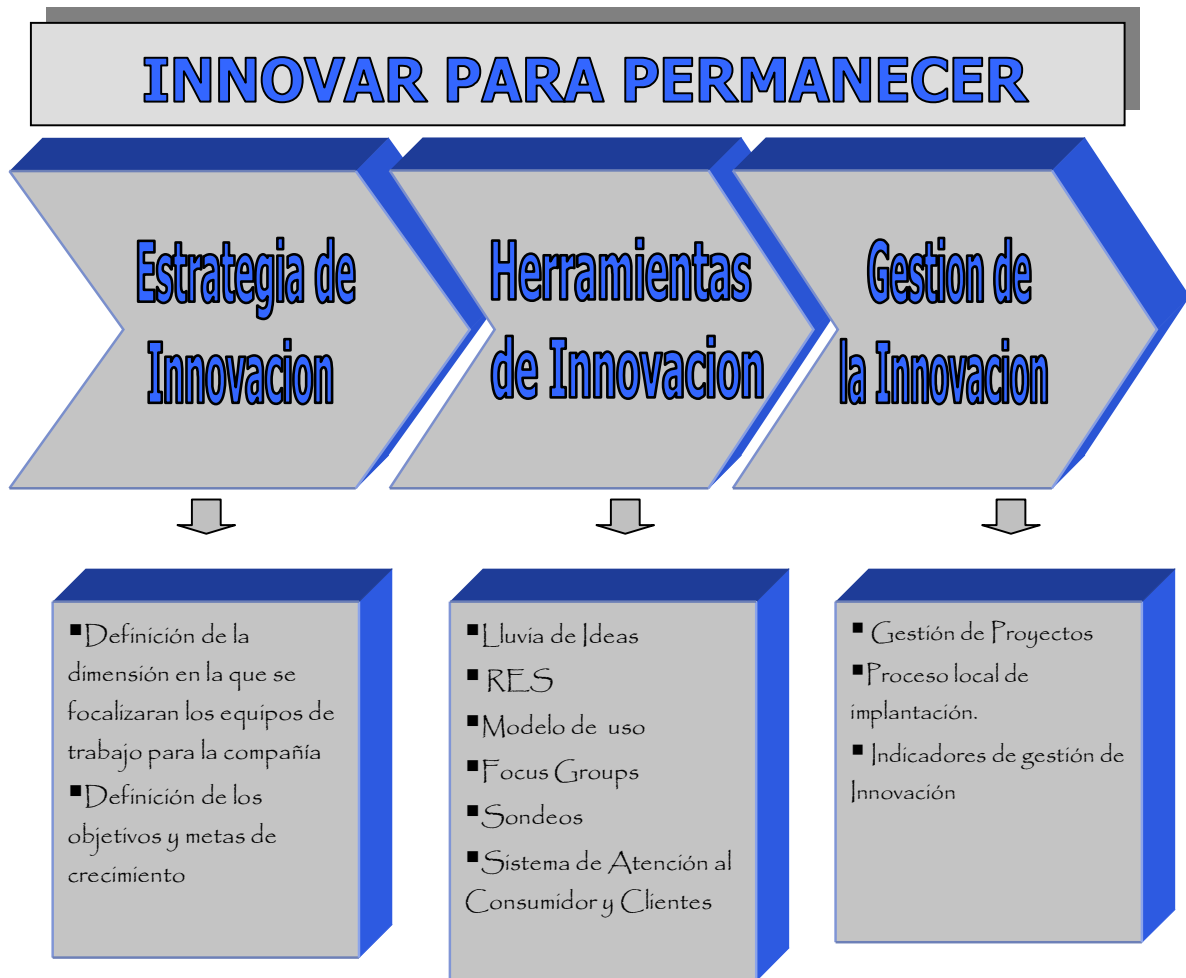 INNOVAR PARA PERMANECER
Estrategia de
Innovacion
Herramientas
de Innovacion
Gestion de
la Innovacion
▪Definición de la
dimensión en la que se
focalizaran los equipos de
trabajo para la compañía
▪Definición de los
objetivos y metas de
crecimiento
▪Lluvia de Ideas
▪ RES
▪Modelo de uso
▪Focus Groups
▪Sondeos
▪Sistema de Atención al
Consumidor y Clientes
▪ Gestión de Proyectos
▪Proceso local de
implantación.
▪ Indicadores de gestión de
Innovación